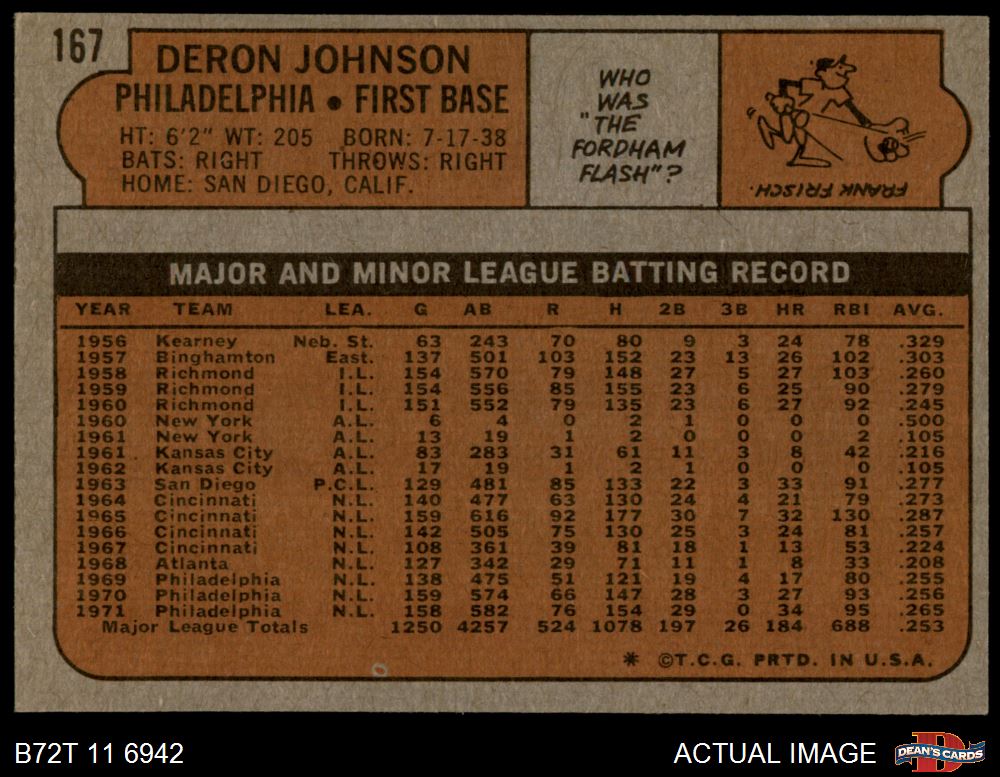 167
DERON JOHNSON
PHILADELPHIA • FIRST BASE
HT: 6'2" WT: 205 BORN: 7-17-38
BATS: RIGHT THROWS: RIGHT
HOME: SAN DIEGO, CALIF.
WHO
WAS
"THE
FORDHAM
FLASH"?
FRANK FRISCH.
MAJOR AND MINOR LEAGUE BATTING RECORD
YEAR TEAM LEA. G AB R H 2B 3B HR RBI AVG.
1956 Kearney Neb. St. 63 243 70 80 9 3 24 78 .329
1957 Binghamton East. 137 501 103 152 23 13 26 102 .303
1958 Richmond I.L. 154 570 79 148 27 5 27 103 .260
1959 Richmond I.L. 154 556 85 155 23 6 25 90 .279
1960 Richmond I.L. 151 552 79 135 23 6 27 92 .245
1960 New York A.L. 6 4 0 2 1 0 0 0 .500
1961 New York A.L. 13 19 1 2 0 0 0 2 .105
1961 Kansas City A.L. 83 283 31 61 11 3 8 42 .216
1962 Kansas City A.L. 17 19 1 2 1 0 0 0 .105
1963 San Diego P.C.L. 129 481 85 133 22 3 33 91 .277
1964 Cincinnati N.L. 140 477 63 130 24 4 21 79 .273
1965 Cincinnati N.L. 159 616 92 177 30 7 32 130 .287
1966 Cincinnati N.L. 142 505 75 130 25 3 24 81 .257
1967 Cincinnati N.L. 108 361 39 81 18 1 13 53 .224
1968 Atlanta N.L. 127 342 29 71 11 1 8 33 .208
1969 Philadelphia N.L. 138 475 51 121 19 4 17 80 .255
1970 Philadelphia N.L. 159 574 66 147 28 3 27 93 .256
1971 Philadelphia N.L. 158 582 76 154 29 0 34 95 .265
Major League Totals 1250 4257 524 1078 197 26 184 688 .253
* ©T.C.G. PRTD. IN U.S.A.
B72T 11 6942
ACTUAL IMAGE
D
DEAN'S CARDS